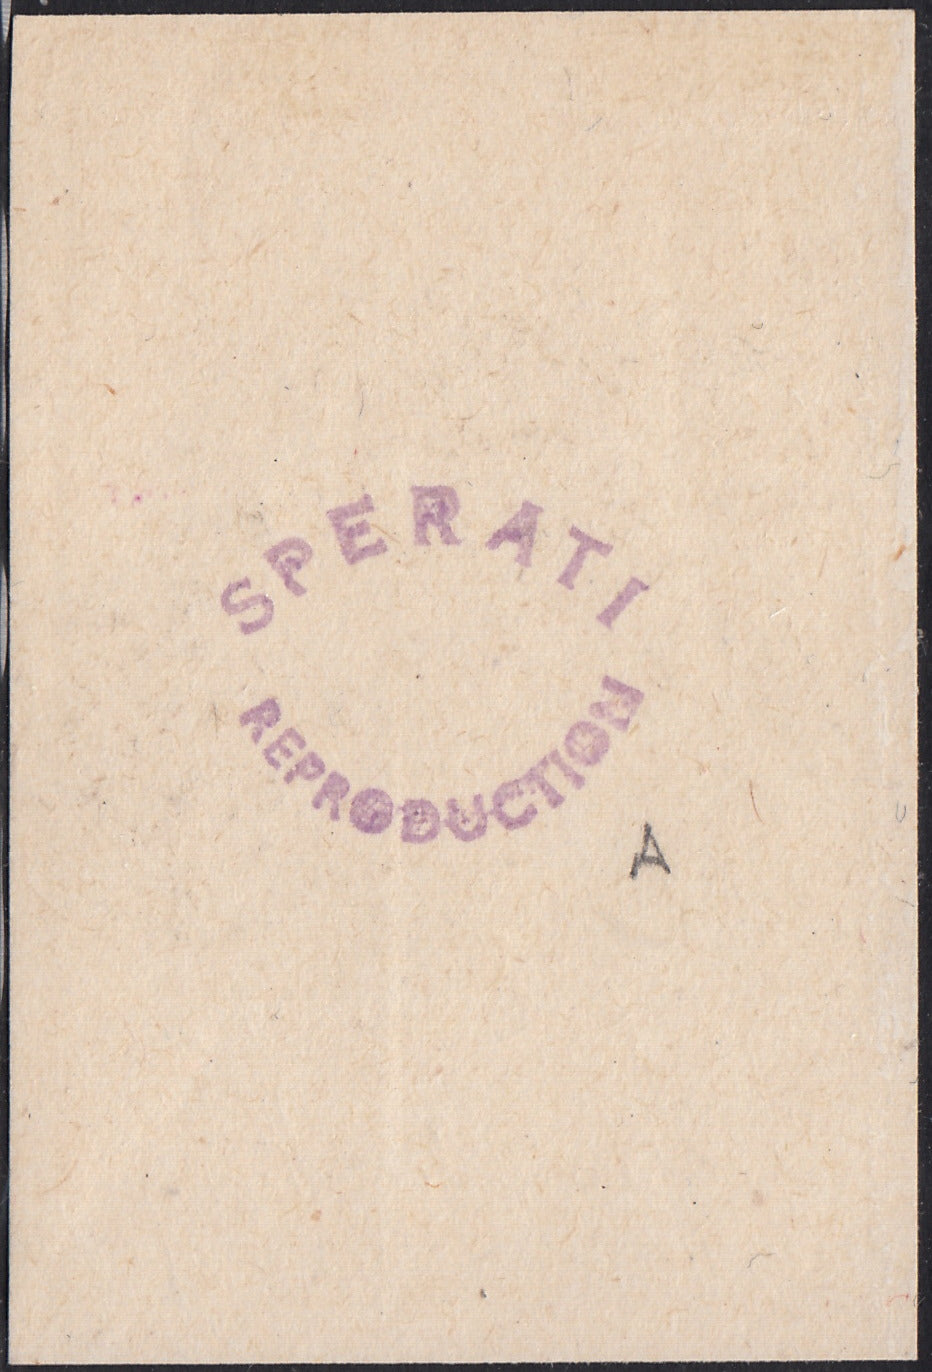 SPERATI
REPRODUCTION
A